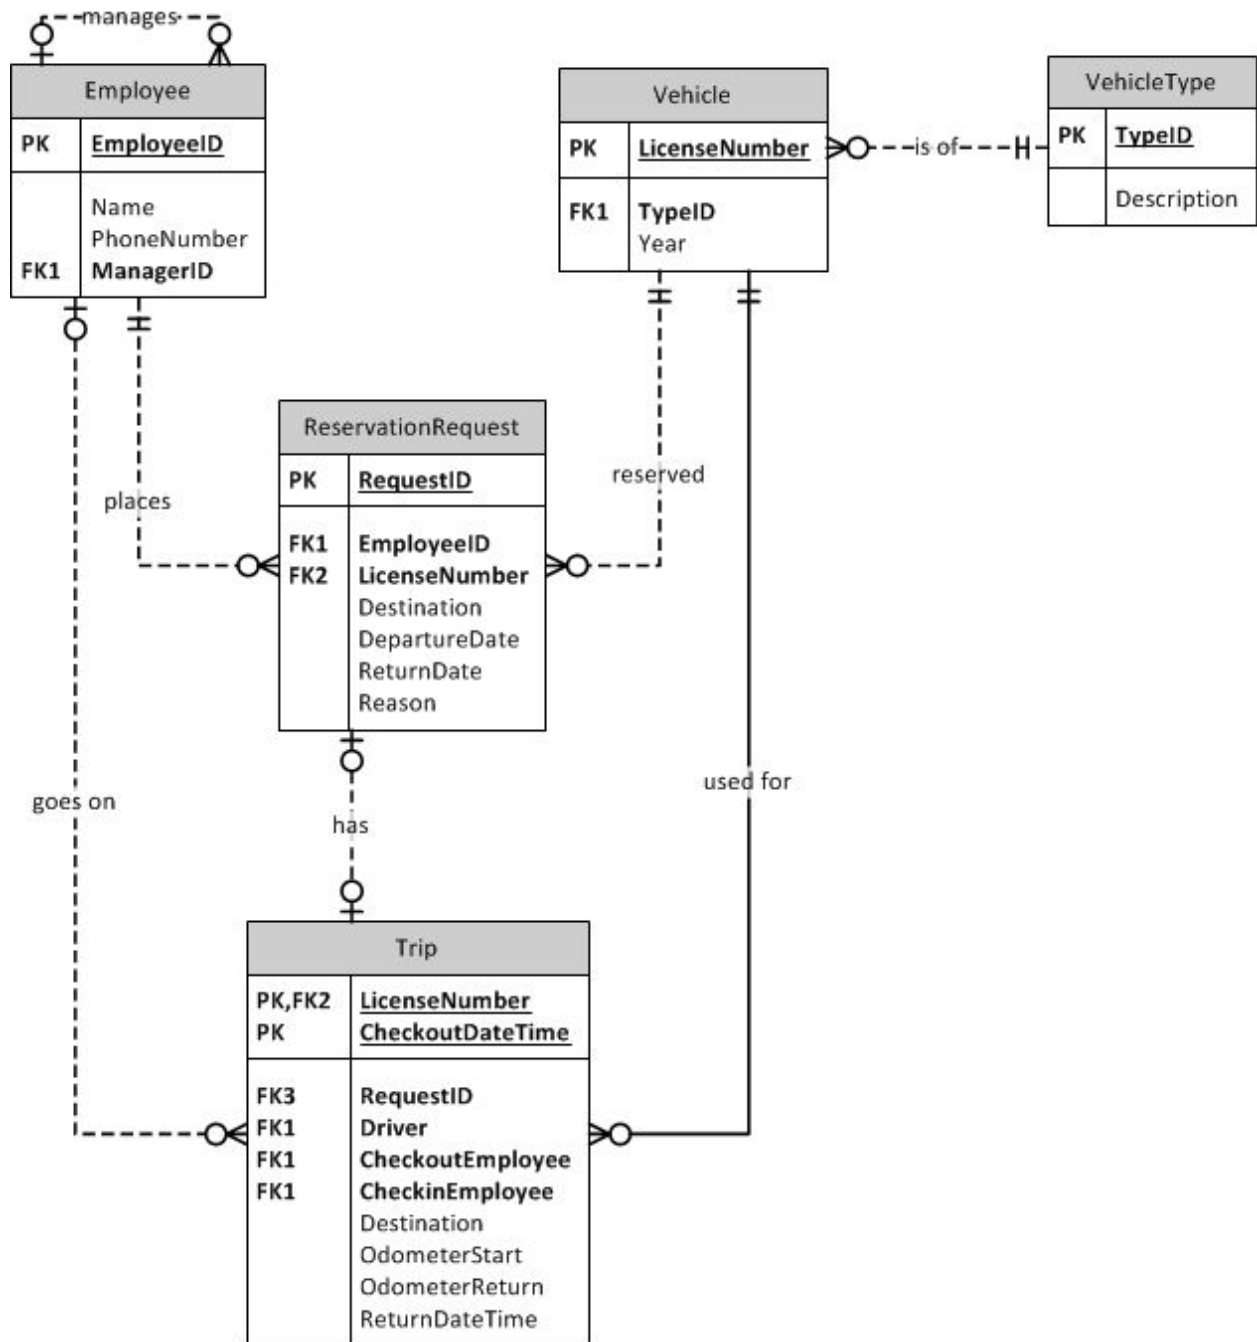 manages
Employee
PK EmployeeID
Name
PhoneNumber
FK1 ManagerID
Vehicle
PK LicenseNumber
FK1 TypeID
Year
is of
VehicleType
PK TypeID
Description
places
reserved
ReservationRequest
PK RequestID
FK1 EmployeeID
FK2 LicenseNumber
Destination
DepartureDate
ReturnDate
Reason
goes on
has
used for
Trip
PK,FK2 LicenseNumber
PK CheckoutDateTime
FK3 RequestID
FK1 Driver
FK1 CheckoutEmployee
FK1 CheckinEmployee
Destination
OdometerStart
OdometerReturn
ReturnDateTime